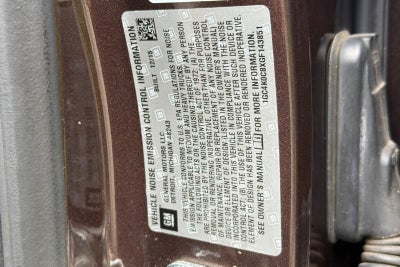 VEHICLE NOISE EMISSION CONTROL INFORMATION
GM
GENERAL MOTORS LLC
DETROIT, MICHIGAN 48243
BUILT
THIS VEHICLE CONFORMS TO U.S. EPA REGULATIONS FOR NOISE
EMISSION APPLICABLE TO MEDIUM AND HEAVY TRUCKS.
THE FOLLOWING ACTS OR THE CAUSING THEREOF BY ANY PERSON
ARE PROHIBITED BY THE NOISE CONTROL ACT OF 1972: (A) THE
REMOVAL OR RENDERING INOPERATIVE, OTHER THAN FOR PURPOSES
OF MAINTENANCE, REPAIR OR REPLACEMENT, OF ANY NOISE CONTROL
DEVICE OR ELEMENT OF DESIGN (LISTED IN THE OWNER'S MANUAL)
INCORPORATED INTO THIS VEHICLE IN COMPLIANCE WITH THE NOISE
CONTROL ACT; (B) THE USE OF THIS VEHICLE AFTER SUCH DEVICE OR
ELEMENT OF DESIGN HAS BEEN REMOVED OR RENDERED INOPERATIVE.
SEE OWNER'S MANUAL FOR MORE INFORMATION.